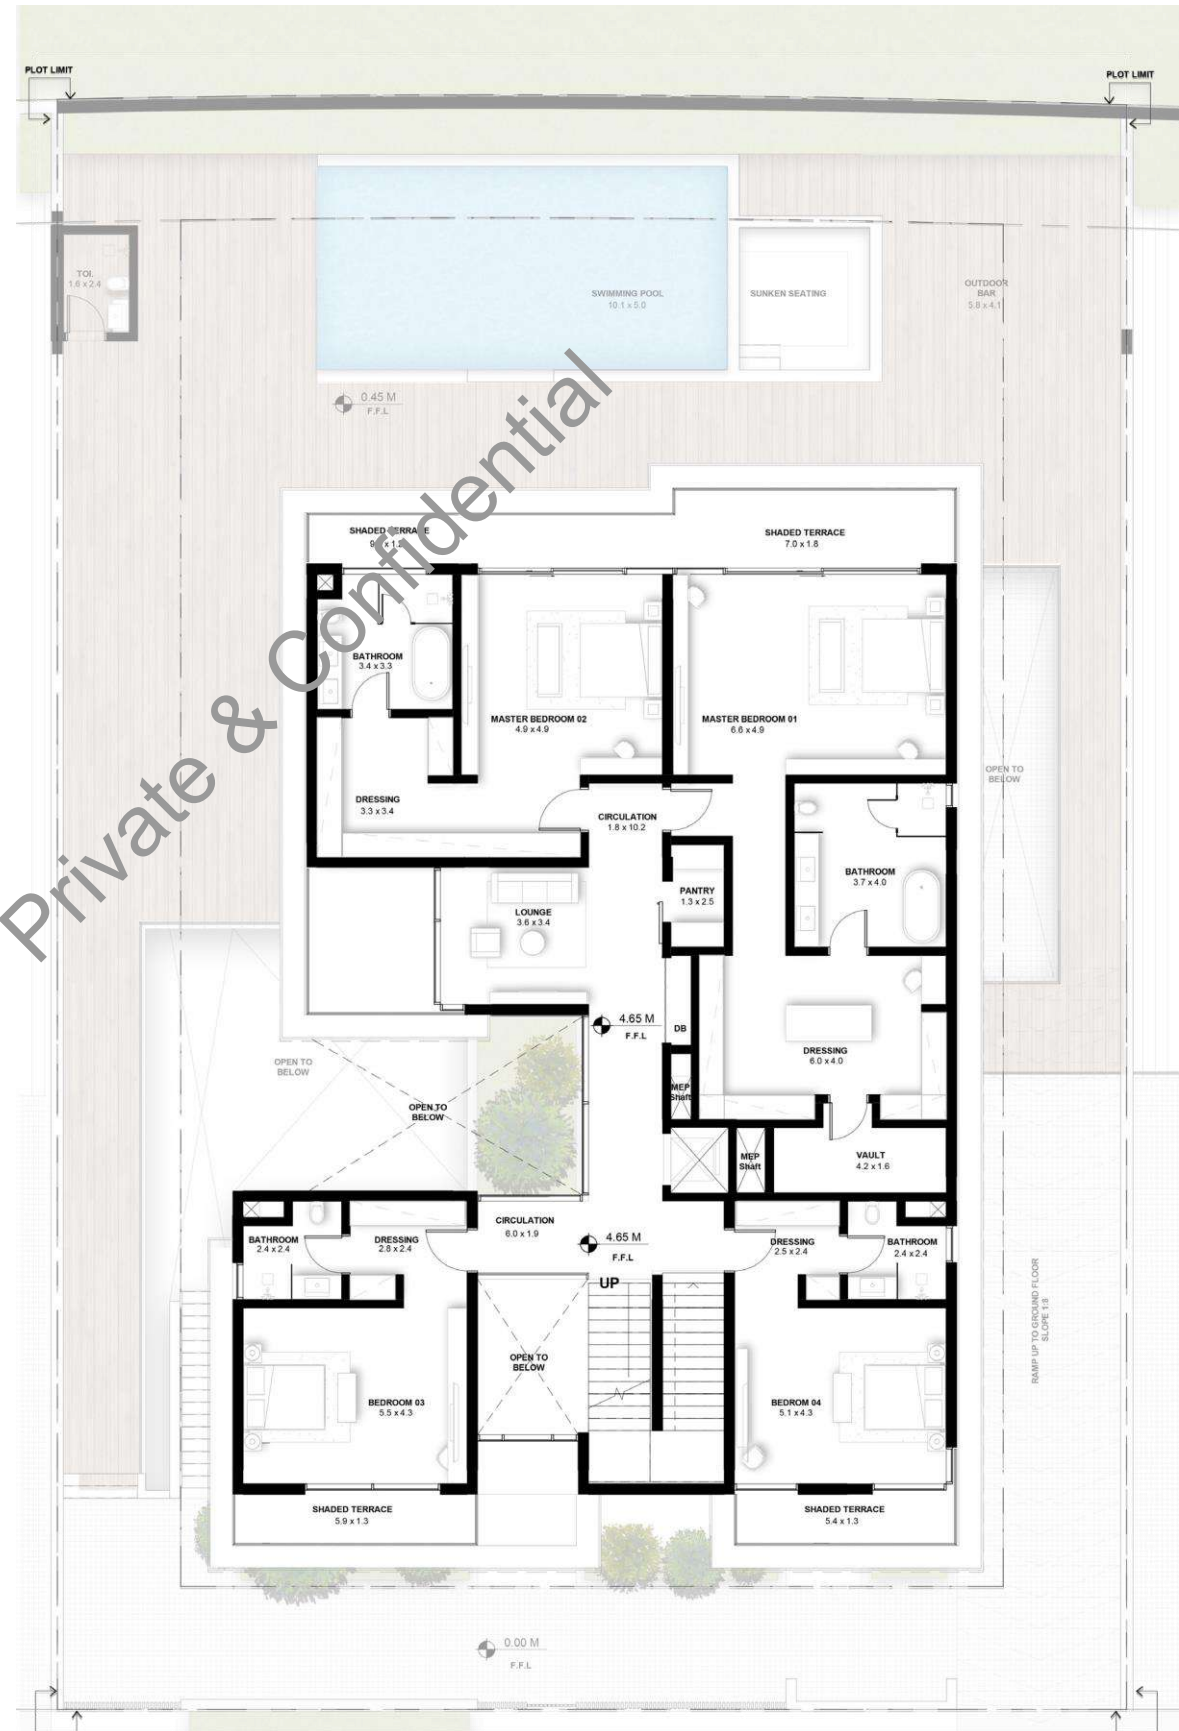 PLOT LIMIT
PLOT LIMIT
TOI.
1.6 x 2.4
SWIMMING POOL
10.1 x 5.0
SUNKEN SEATING
OUTDOOR
BAR
5.8 x 4.1
0.45 M
F.F.L
Private & Confidential
SHADED TERRACE
SHADED TERRACE
7.0 x 1.8
BATHROOM
3.4 x 3.3
MASTER BEDROOM 02
4.9 x 4.9
MASTER BEDROOM 01
6.6 x 4.9
OPEN TO
BELOW
DRESSING
3.3 x 3.4
CIRCULATION
1.8 x 10.2
BATHROOM
3.7 x 4.0
PANTRY
1.3 x 2.5
LOUNGE
3.6 x 3.4
4.65 M
F.F.L
DB
DRESSING
6.0 x 4.0
OPEN TO
BELOW
MEP
Shaft
OPEN TO
BELOW
MEP
Shaft
VAULT
4.2 x 1.6
CIRCULATION
6.0 x 1.9
4.65 M
F.F.L
UP
BATHROOM
2.4 x 2.4
DRESSING
2.8 x 2.4
DRESSING
2.5 x 2.4
BATHROOM
2.4 x 2.4
RAMP UP TO GROUND FLOOR
SLOPE 1:8
OPEN TO
BELOW
BEDROOM 03
5.5 x 4.3
BEDROM 04
5.1 x 4.3
SHADED TERRACE
5.9 x 1.3
SHADED TERRACE
5.4 x 1.3
0.00 M
F.F.L